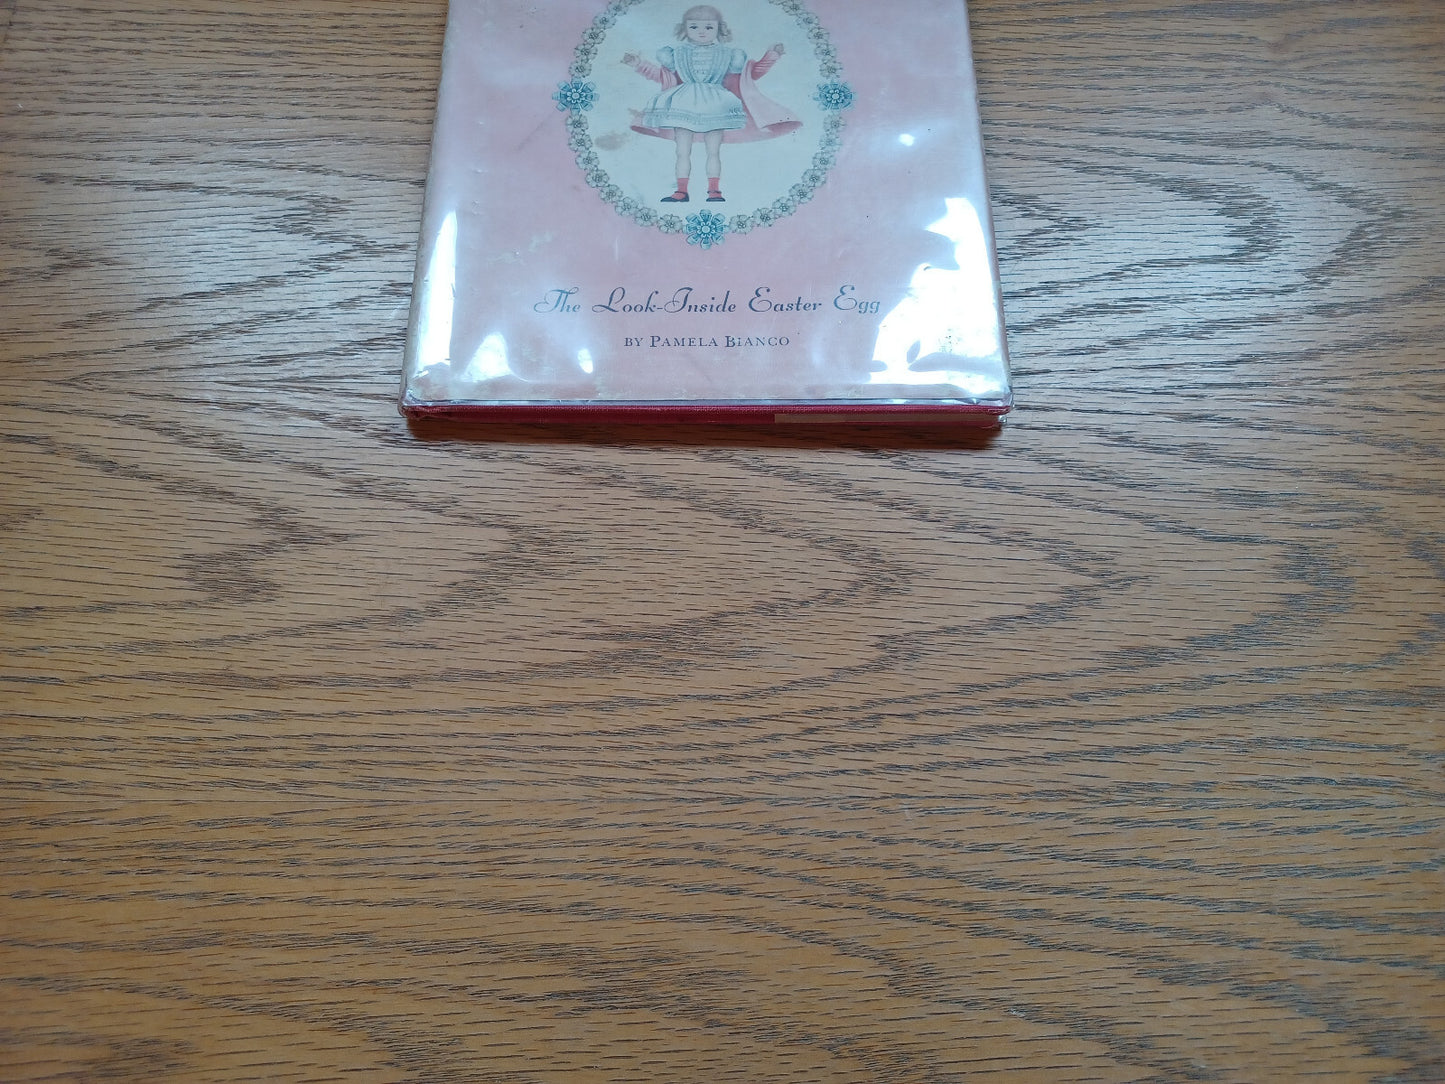 The Look-Inside Easter Egg
BY PAMELA BIANCO